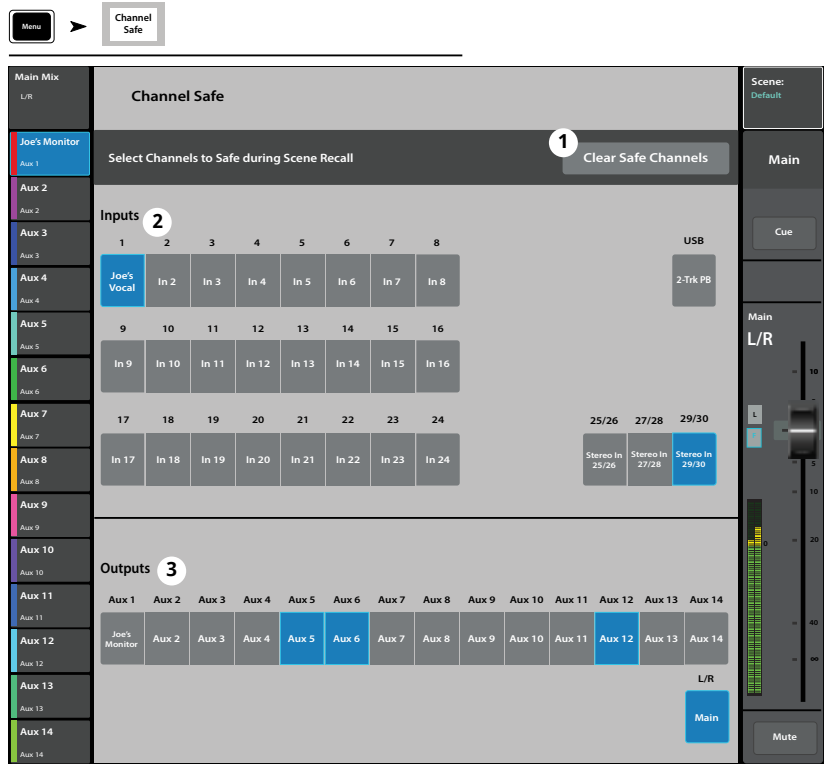 Menu
Channel
Safe
Main Mix
L/R
Joe's Monitor
Aux 1
Aux 2
Aux 2
Aux 3
Aux 3
Aux 4
Aux 4
Aux 5
Aux 5
Aux 6
Aux 6
Aux 7
Aux 7
Aux 8
Aux 8
Aux 9
Aux 9
Aux 10
Aux 10
Aux 11
Aux 11
Aux 12
Aux 12
Aux 13
Aux 13
Aux 14
Aux 14
Channel Safe
Select Channels to Safe during Scene Recall
1
Clear Safe Channels
Inputs 2
1 2 3 4 5 6 7 8 USB
Joe's
Vocal
In 2 In 3 In 4 In 5 In 6 In 7 In 8 2-Trk PB
9 10 11 12 13 14 15 16
In 9 In 10 In 11 In 12 In 13 In 14 In 15 In 16
17 18 19 20 21 22 23 24 25/26 27/28 29/30
In 17 In 18 In 19 In 20 In 21 In 22 In 23 In 24
Stereo In
25/26
Stereo In
27/28
Stereo In
29/30
Outputs 3
Aux 1 Aux 2 Aux 3 Aux 4 Aux 5 Aux 6 Aux 7 Aux 8 Aux 9 Aux 10 Aux 11 Aux 12 Aux 13 Aux 14
Joe's
Monitor
Aux 2 Aux 3 Aux 4 Aux 5 Aux 6 Aux 7 Aux 8 Aux 9 Aux 10 Aux 11 Aux 12 Aux 13 Aux 14
L/R
Main
Scene:
Default
Main
Cue
Main
L/R
10
L
5
10
0
20
40
∞
Mute